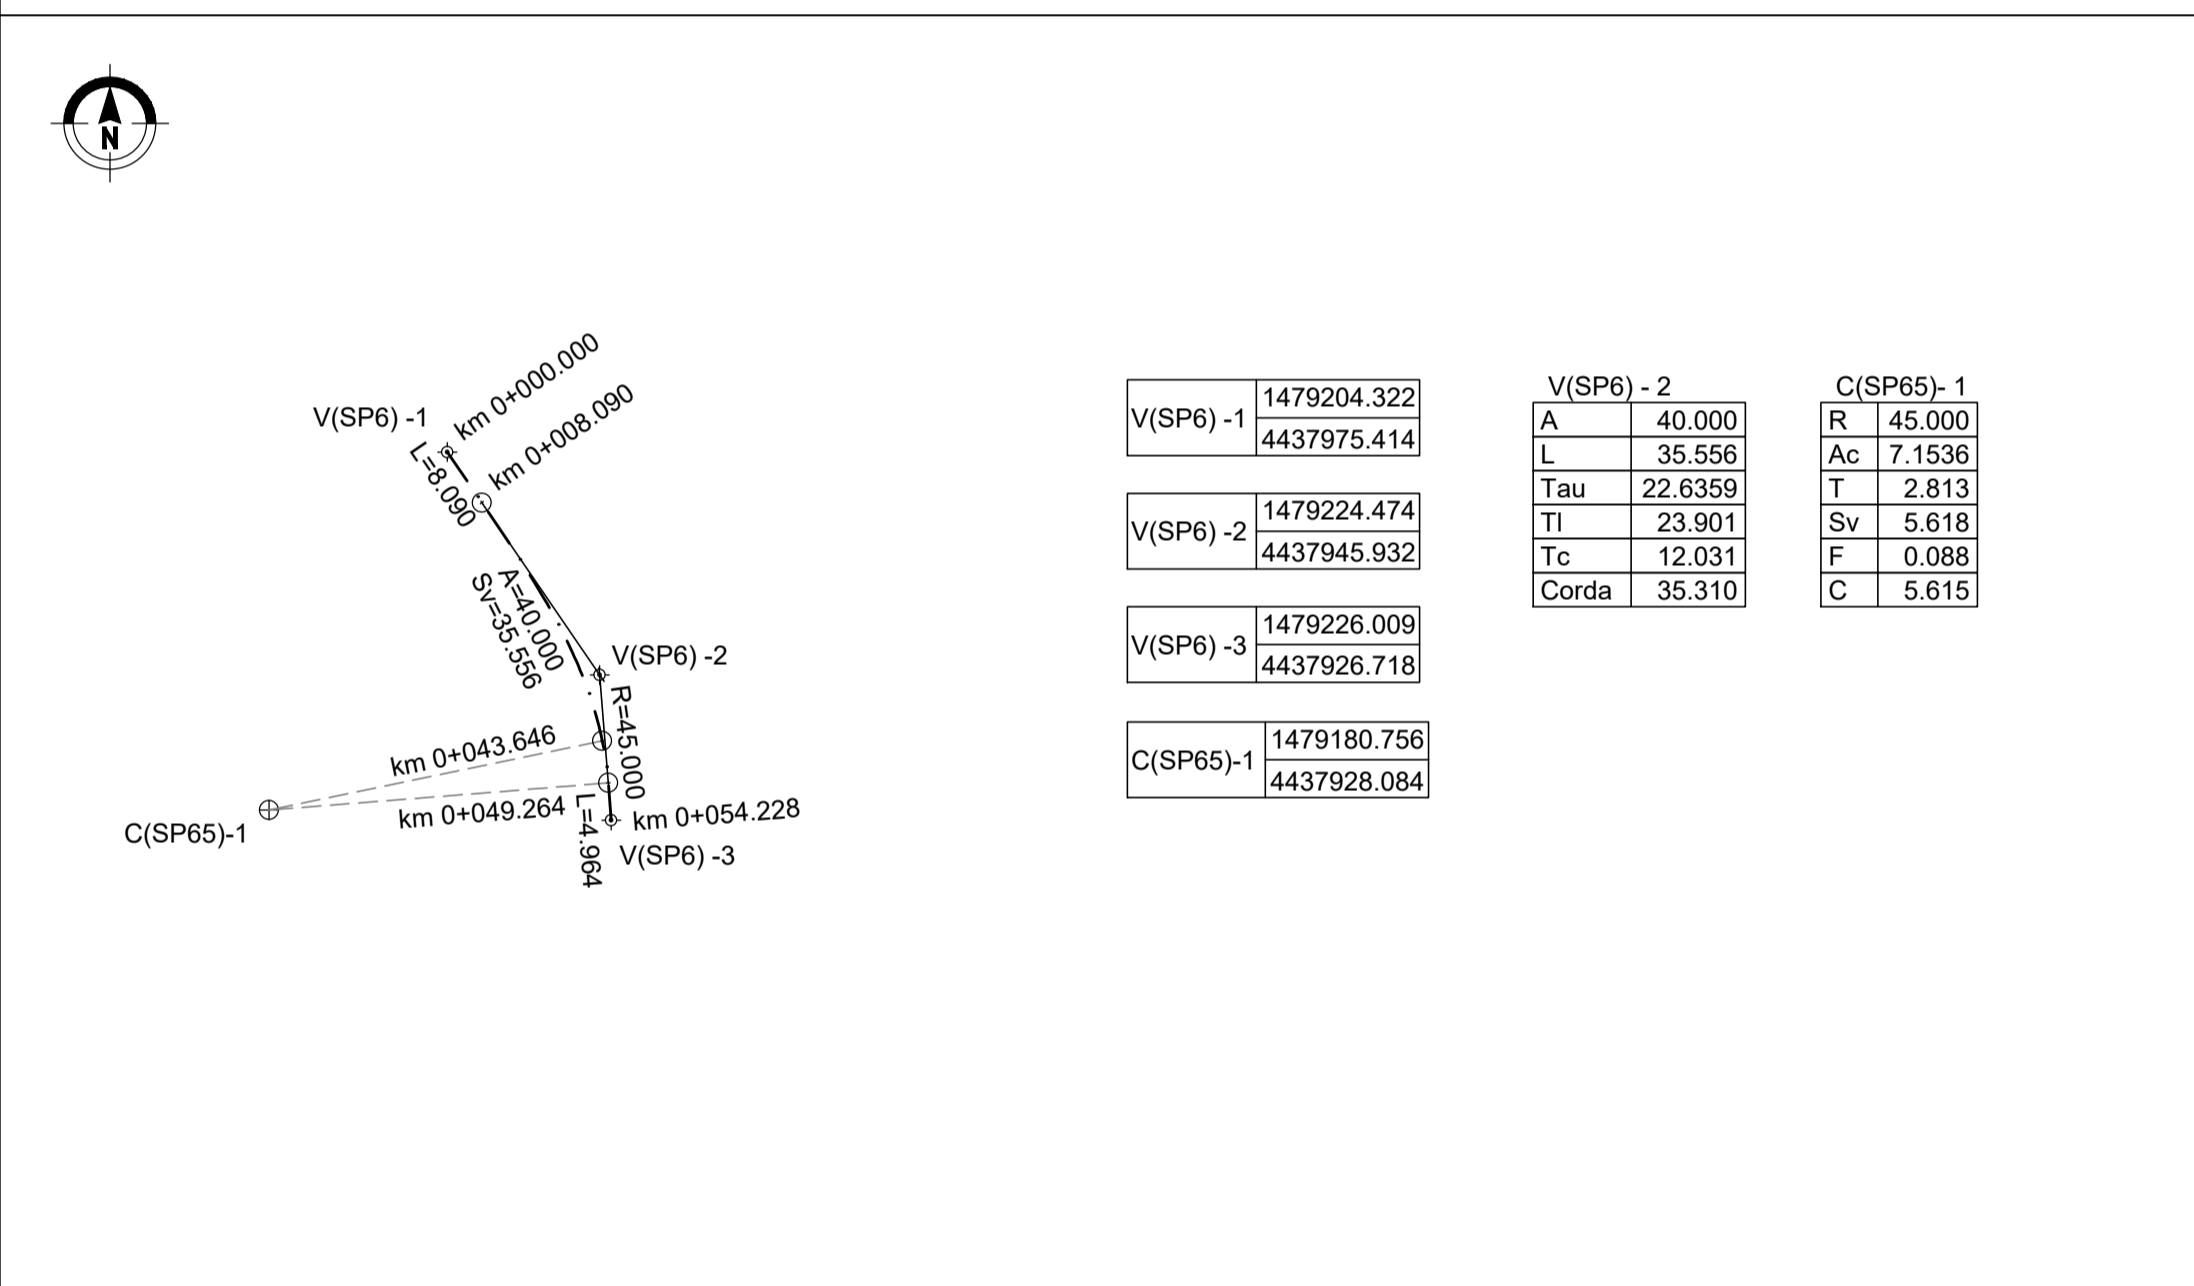 N
km 0+000.000
V(SP6) -1
km 0+008.090
L=8.090
A=40.000
Sv=35.556
V(SP6) -2
R=45.000
km 0+043.646
km 0+049.264
C(SP65)-1
L=4.964
km 0+054.228
V(SP6) -3
V(SP6) -1
1479204.322
4437975.414
V(SP6) -2
1479224.474
4437945.932
V(SP6) -3
1479226.009
4437926.718
C(SP65)-1
1479180.756
4437928.084
V(SP6) - 2
A 40.000
L 35.556
Tau 22.6359
Tl 23.901
Tc 12.031
Corda 35.310
C(SP65)- 1
R 45.000
Ac 7.1536
T 2.813
Sv 5.618
F 0.088
C 5.615